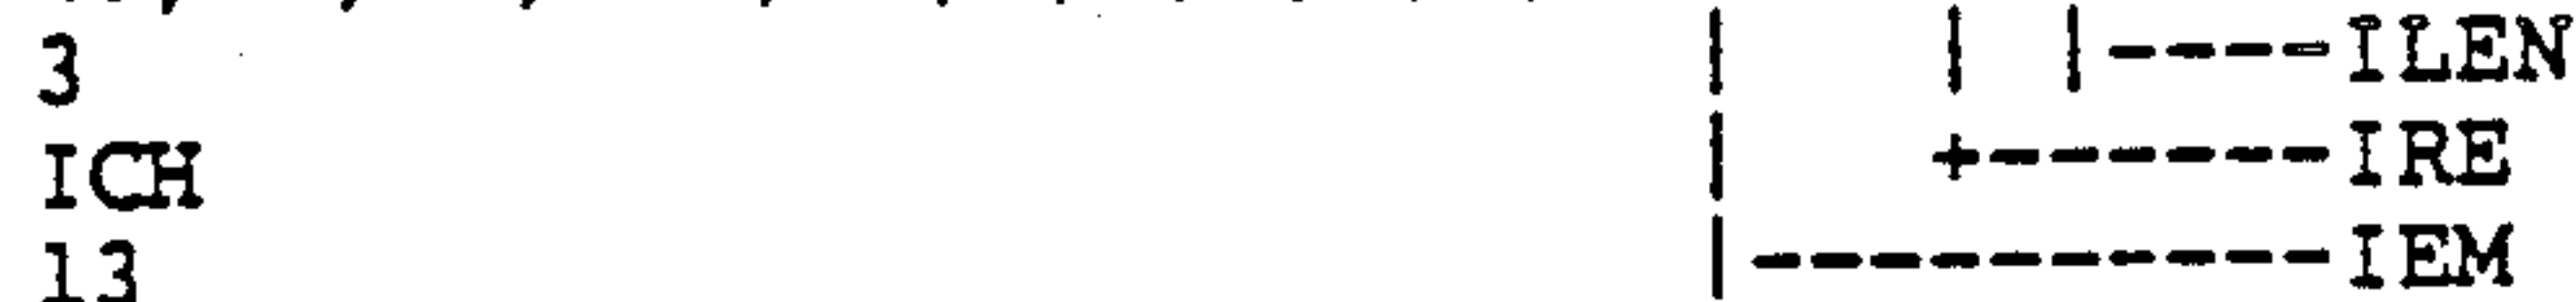 3 | | |----ILEN
ICH | +-------IRE
13 |----------IEM